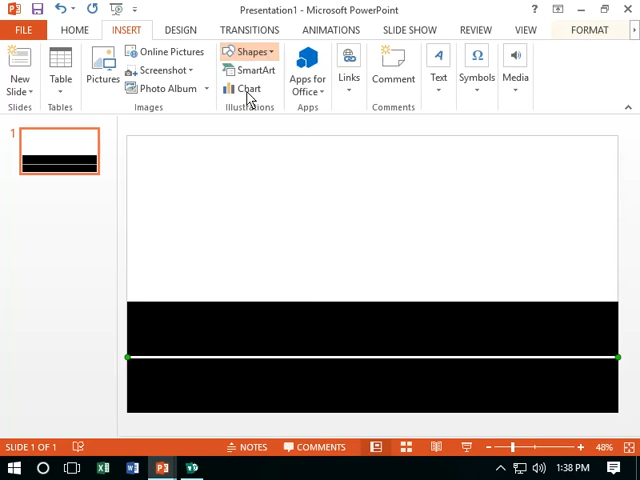 Presentation1 - Microsoft PowerPoint
FILE HOME INSERT DESIGN TRANSITIONS ANIMATIONS SLIDE SHOW REVIEW VIEW FORMAT
New Slide
Slides
Table
Tables
Pictures
Online Pictures
Screenshot
Photo Album
Images
Shapes
SmartArt
Chart
Illustrations
Apps for Office
Apps
Links
Comment
Comments
Text
Symbols
Media
1
SLIDE 1 OF 1 NOTES COMMENTS 48%
1:38 PM